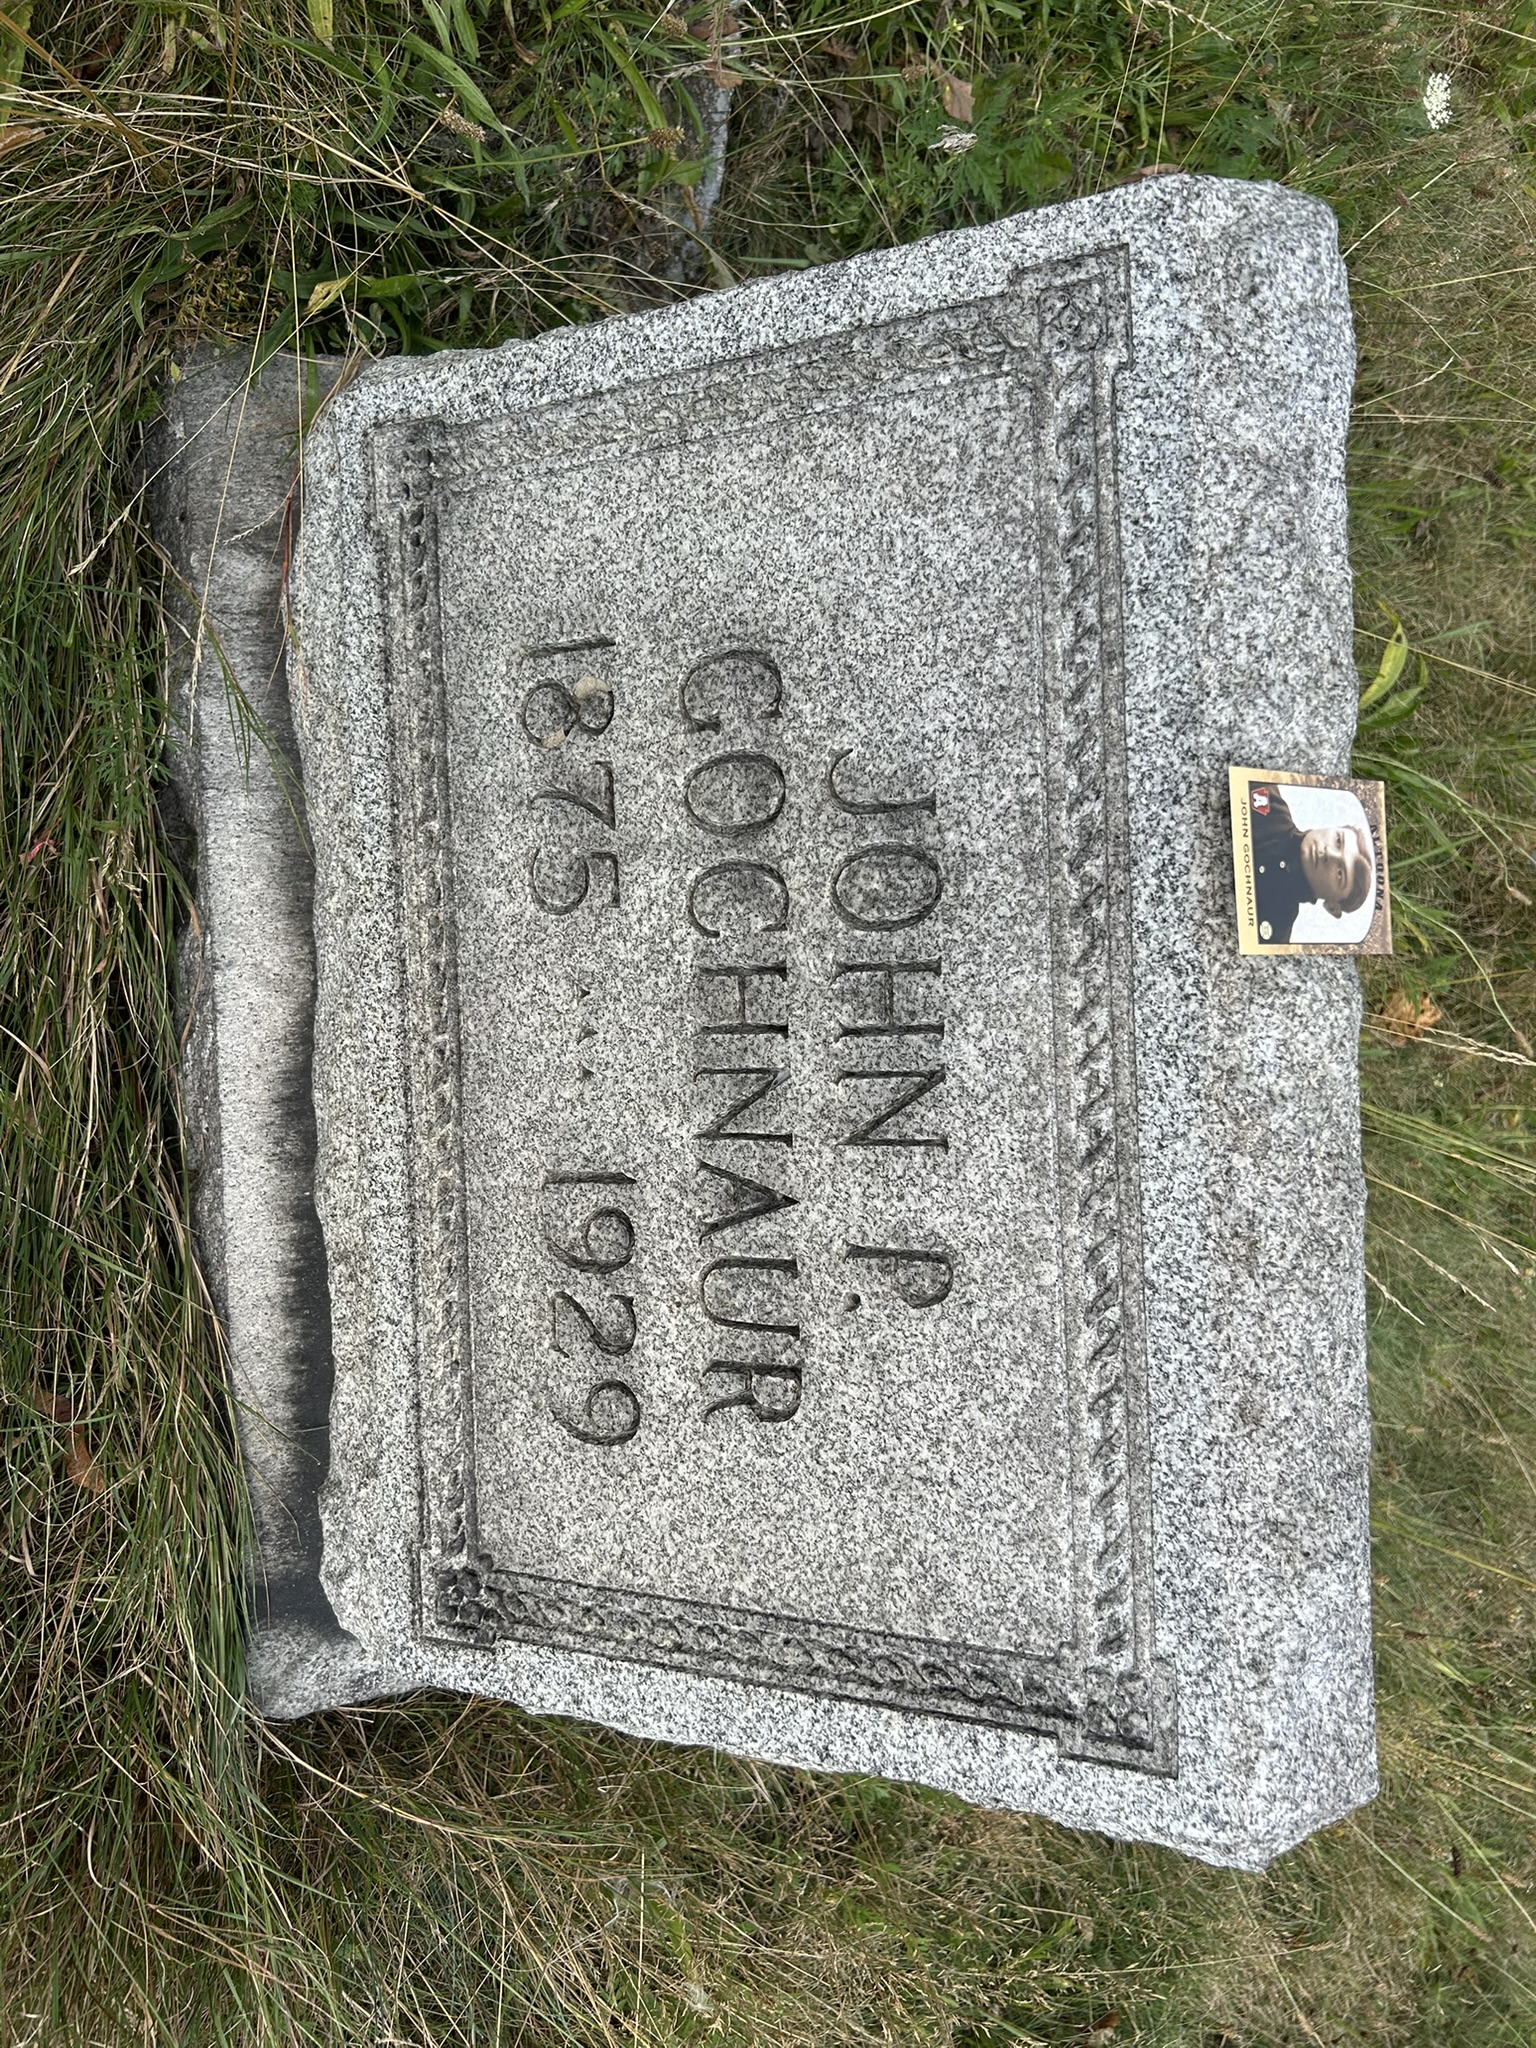 JOHN GOCHNAUR
JOHN P.
GOCHNAUR
1875 ... 1929